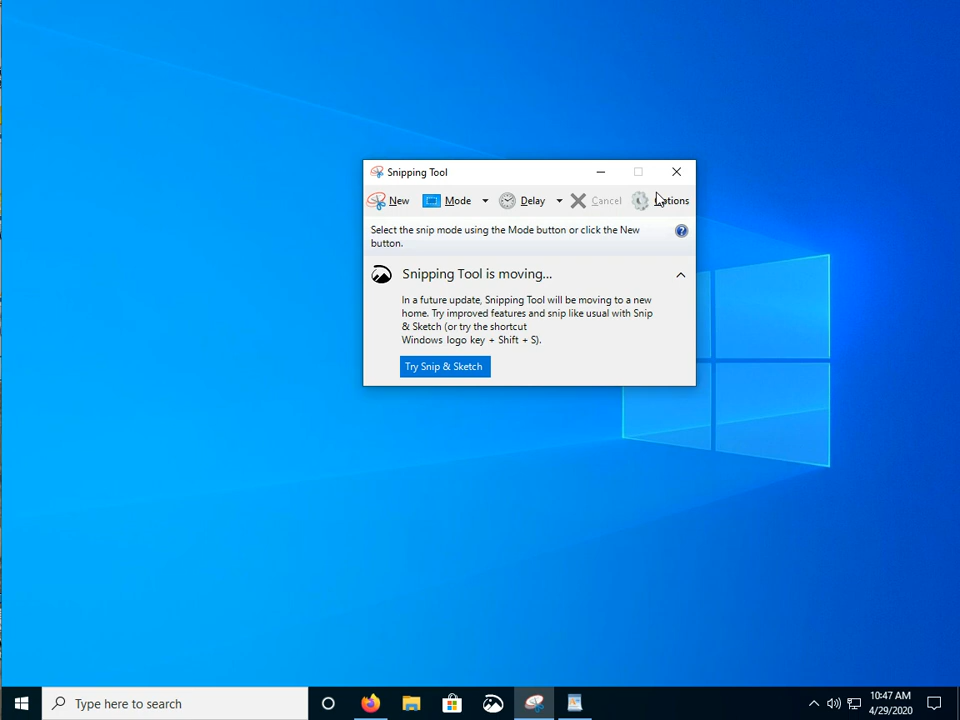 Snipping Tool
New Mode Delay Cancel Options
Select the snip mode using the Mode button or click the New
button.
Snipping Tool is moving...
In a future update, Snipping Tool will be moving to a new
home. Try improved features and snip like usual with Snip
& Sketch (or try the shortcut
Windows logo key + Shift + S).
Try Snip & Sketch
Type here to search
10:47 AM
4/29/2020